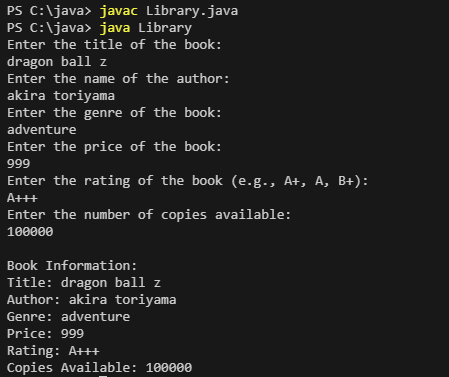 PS C:\java> javac Library.java
PS C:\java> java Library
Enter the title of the book:
dragon ball z
Enter the name of the author:
akira toriyama
Enter the genre of the book:
adventure
Enter the price of the book:
999
Enter the rating of the book (e.g., A+, A, B+):
A+++
Enter the number of copies available:
100000

Book Information:
Title: dragon ball z
Author: akira toriyama
Genre: adventure
Price: 999
Rating: A+++
Copies Available: 100000